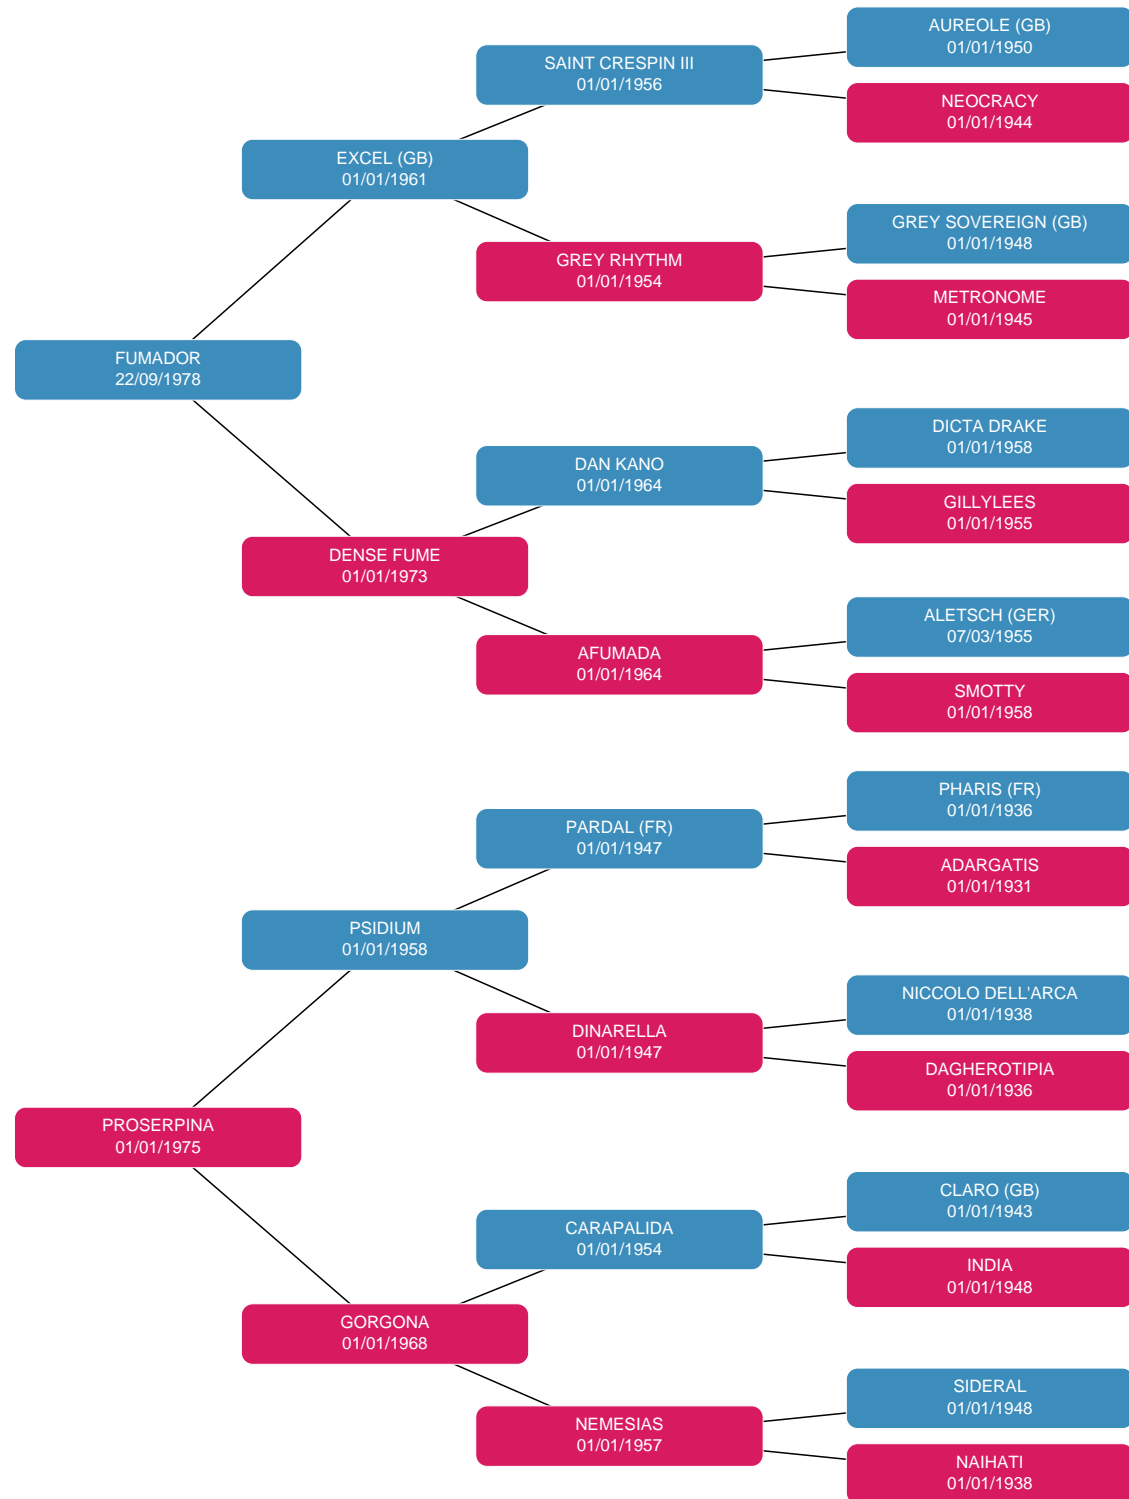 AUREOLE (GB)
01/01/1950
SAINT CRESPIN III
01/01/1956
NEOCRACY
01/01/1944
EXCEL (GB)
01/01/1961
GREY SOVEREIGN (GB)
01/01/1948
GREY RHYTHM
01/01/1954
METRONOME
01/01/1945
FUMADOR
22/09/1978
DICTA DRAKE
01/01/1958
DAN KANO
01/01/1964
GILLYLEES
01/01/1955
DENSE FUME
01/01/1973
ALETSCH (GER)
07/03/1955
AFUMADA
01/01/1964
SMOTTY
01/01/1958
PHARIS (FR)
01/01/1936
PARDAL (FR)
01/01/1947
ADARGATIS
01/01/1931
PSIDIUM
01/01/1958
NICCOLO DELL'ARCA
01/01/1938
DINARELLA
01/01/1947
DAGHEROTIPIA
01/01/1936
PROSERPINA
01/01/1975
CLARO (GB)
01/01/1943
CARAPALIDA
01/01/1954
INDIA
01/01/1948
GORGONA
01/01/1968
SIDERAL
01/01/1948
NEMESIAS
01/01/1957
NAIHATI
01/01/1938